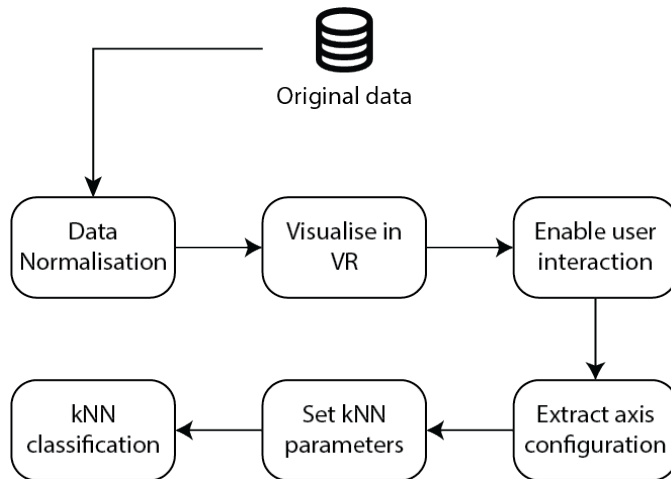 Original data
Data
Normalisation
Visualise in
VR
Enable user
interaction
kNN
classification
Set kNN
parameters
Extract axis
configuration